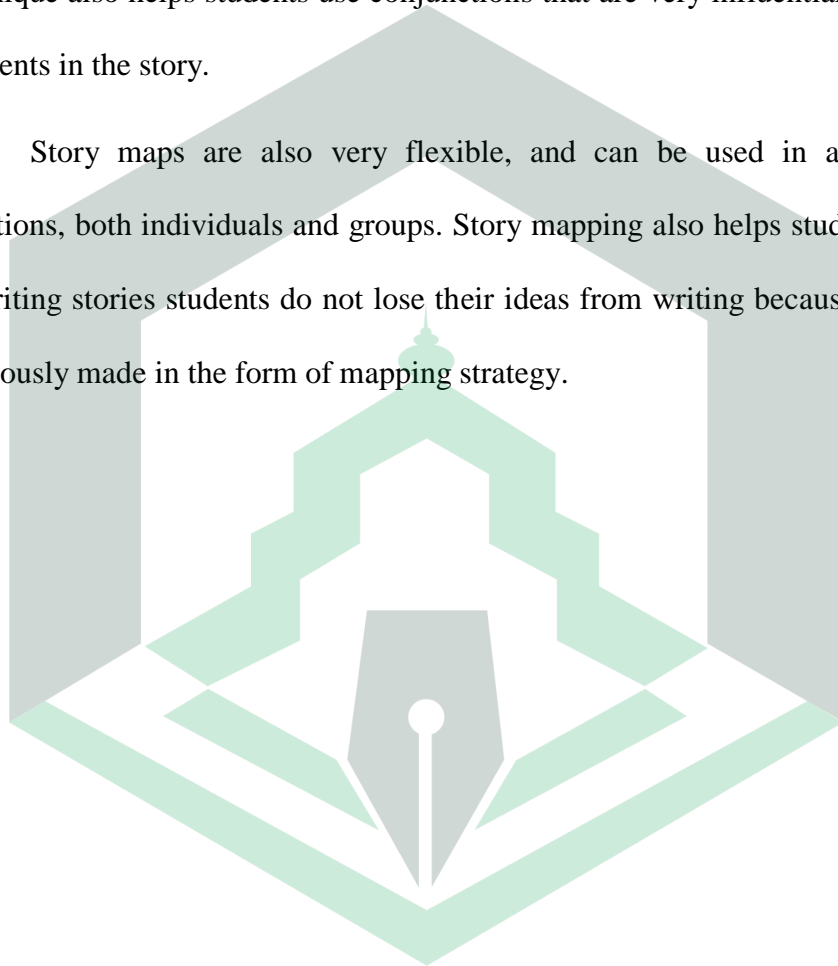 nique also helps students use conjunctions that are very influential
ents in the story.
Story maps are also very flexible, and can be used in a
tions, both individuals and groups. Story mapping also helps stud
riting stories students do not lose their ideas from writing becaus
ously made in the form of mapping strategy.